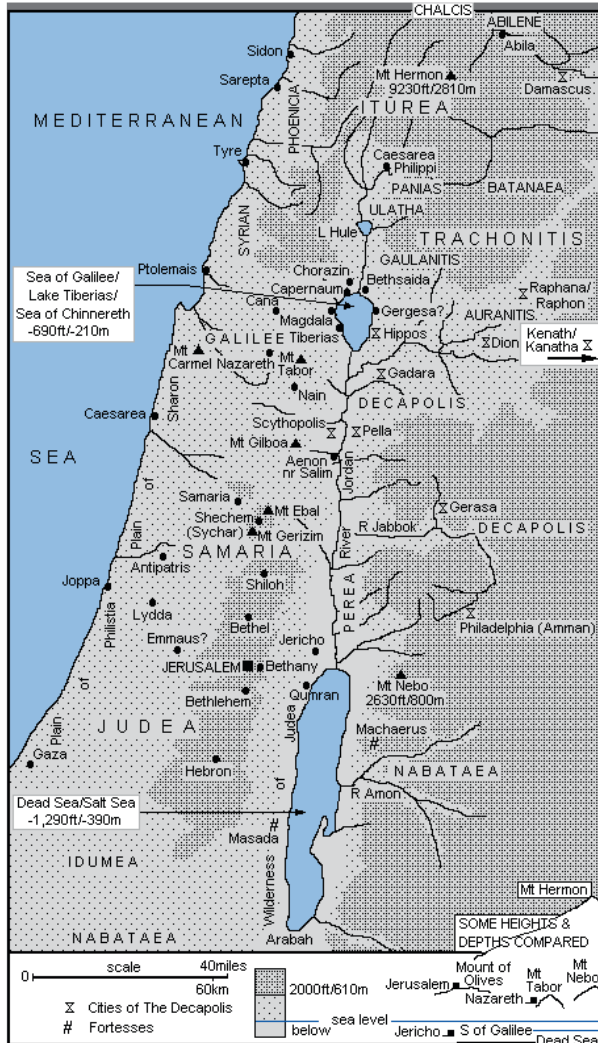 CHALCIS
ABILENE
Abila
Sidon
Mt Hermon
9230ft/2810m
Damascus
Sarepta
ITUREA
PHOENICIA
MEDITERRANEAN
Tyre
Caesarea
Philippi
PANIAS
BATANAEA
ULATHA
SYRIAN
L Hule
TRACHONITIS
GAULANITIS
Ptolemais
Sea of Galilee/
Lake Tiberias/
Sea of Chinnereth
-690ft/-210m
Chorazin
Bethsaida
Capernaum
Raphana/
Raphon
Cana
Magdala
Gergesa?
AURANITIS
GALILEE
Tiberias
Hippos
Dion
Kenath/
Kanatha
Mt
Carmel
Nazareth
Mt
Tabor
Gadara
Nain
DECAPOLIS
Caesarea
Sharon
Scythopolis
Pella
SEA
Mt Gilboa
Aenon
nr Salim
Jordan
Samaria
Mt Ebal
Gerasa
Shechem
(Sychar)
Mt Gerizim
R Jabbok
DECAPOLIS
of
Plain
SAMARIA
River
Antipatris
Joppa
Shiloh
PEREA
Lydda
Philistia
Bethel
Philadelphia (Amman)
Emmaus?
Jericho
JERUSALEM
Bethany
Mt Nebo
2630ft/800m
of
Qumran
Bethlehem
JUDEA
Judea
Machaerus
Plain
Gaza
Hebron
NABATAEA
of
R Arnon
Dead Sea/Salt Sea
-1,290ft/-390m
Masada
IDUMEA
Wilderness
Mt Hermon
NABATAEA
Arabah
SOME HEIGHTS &
DEPTHS COMPARED
0 scale 40miles
60km
Cities of The Decapolis
# Fortesses
2000ft/610m
sea level
below
Jerusalem
Mount of
Olives
Nazareth
Mt
Tabor
Mt
Nebo
Jericho
S of Galilee
Dead Sea